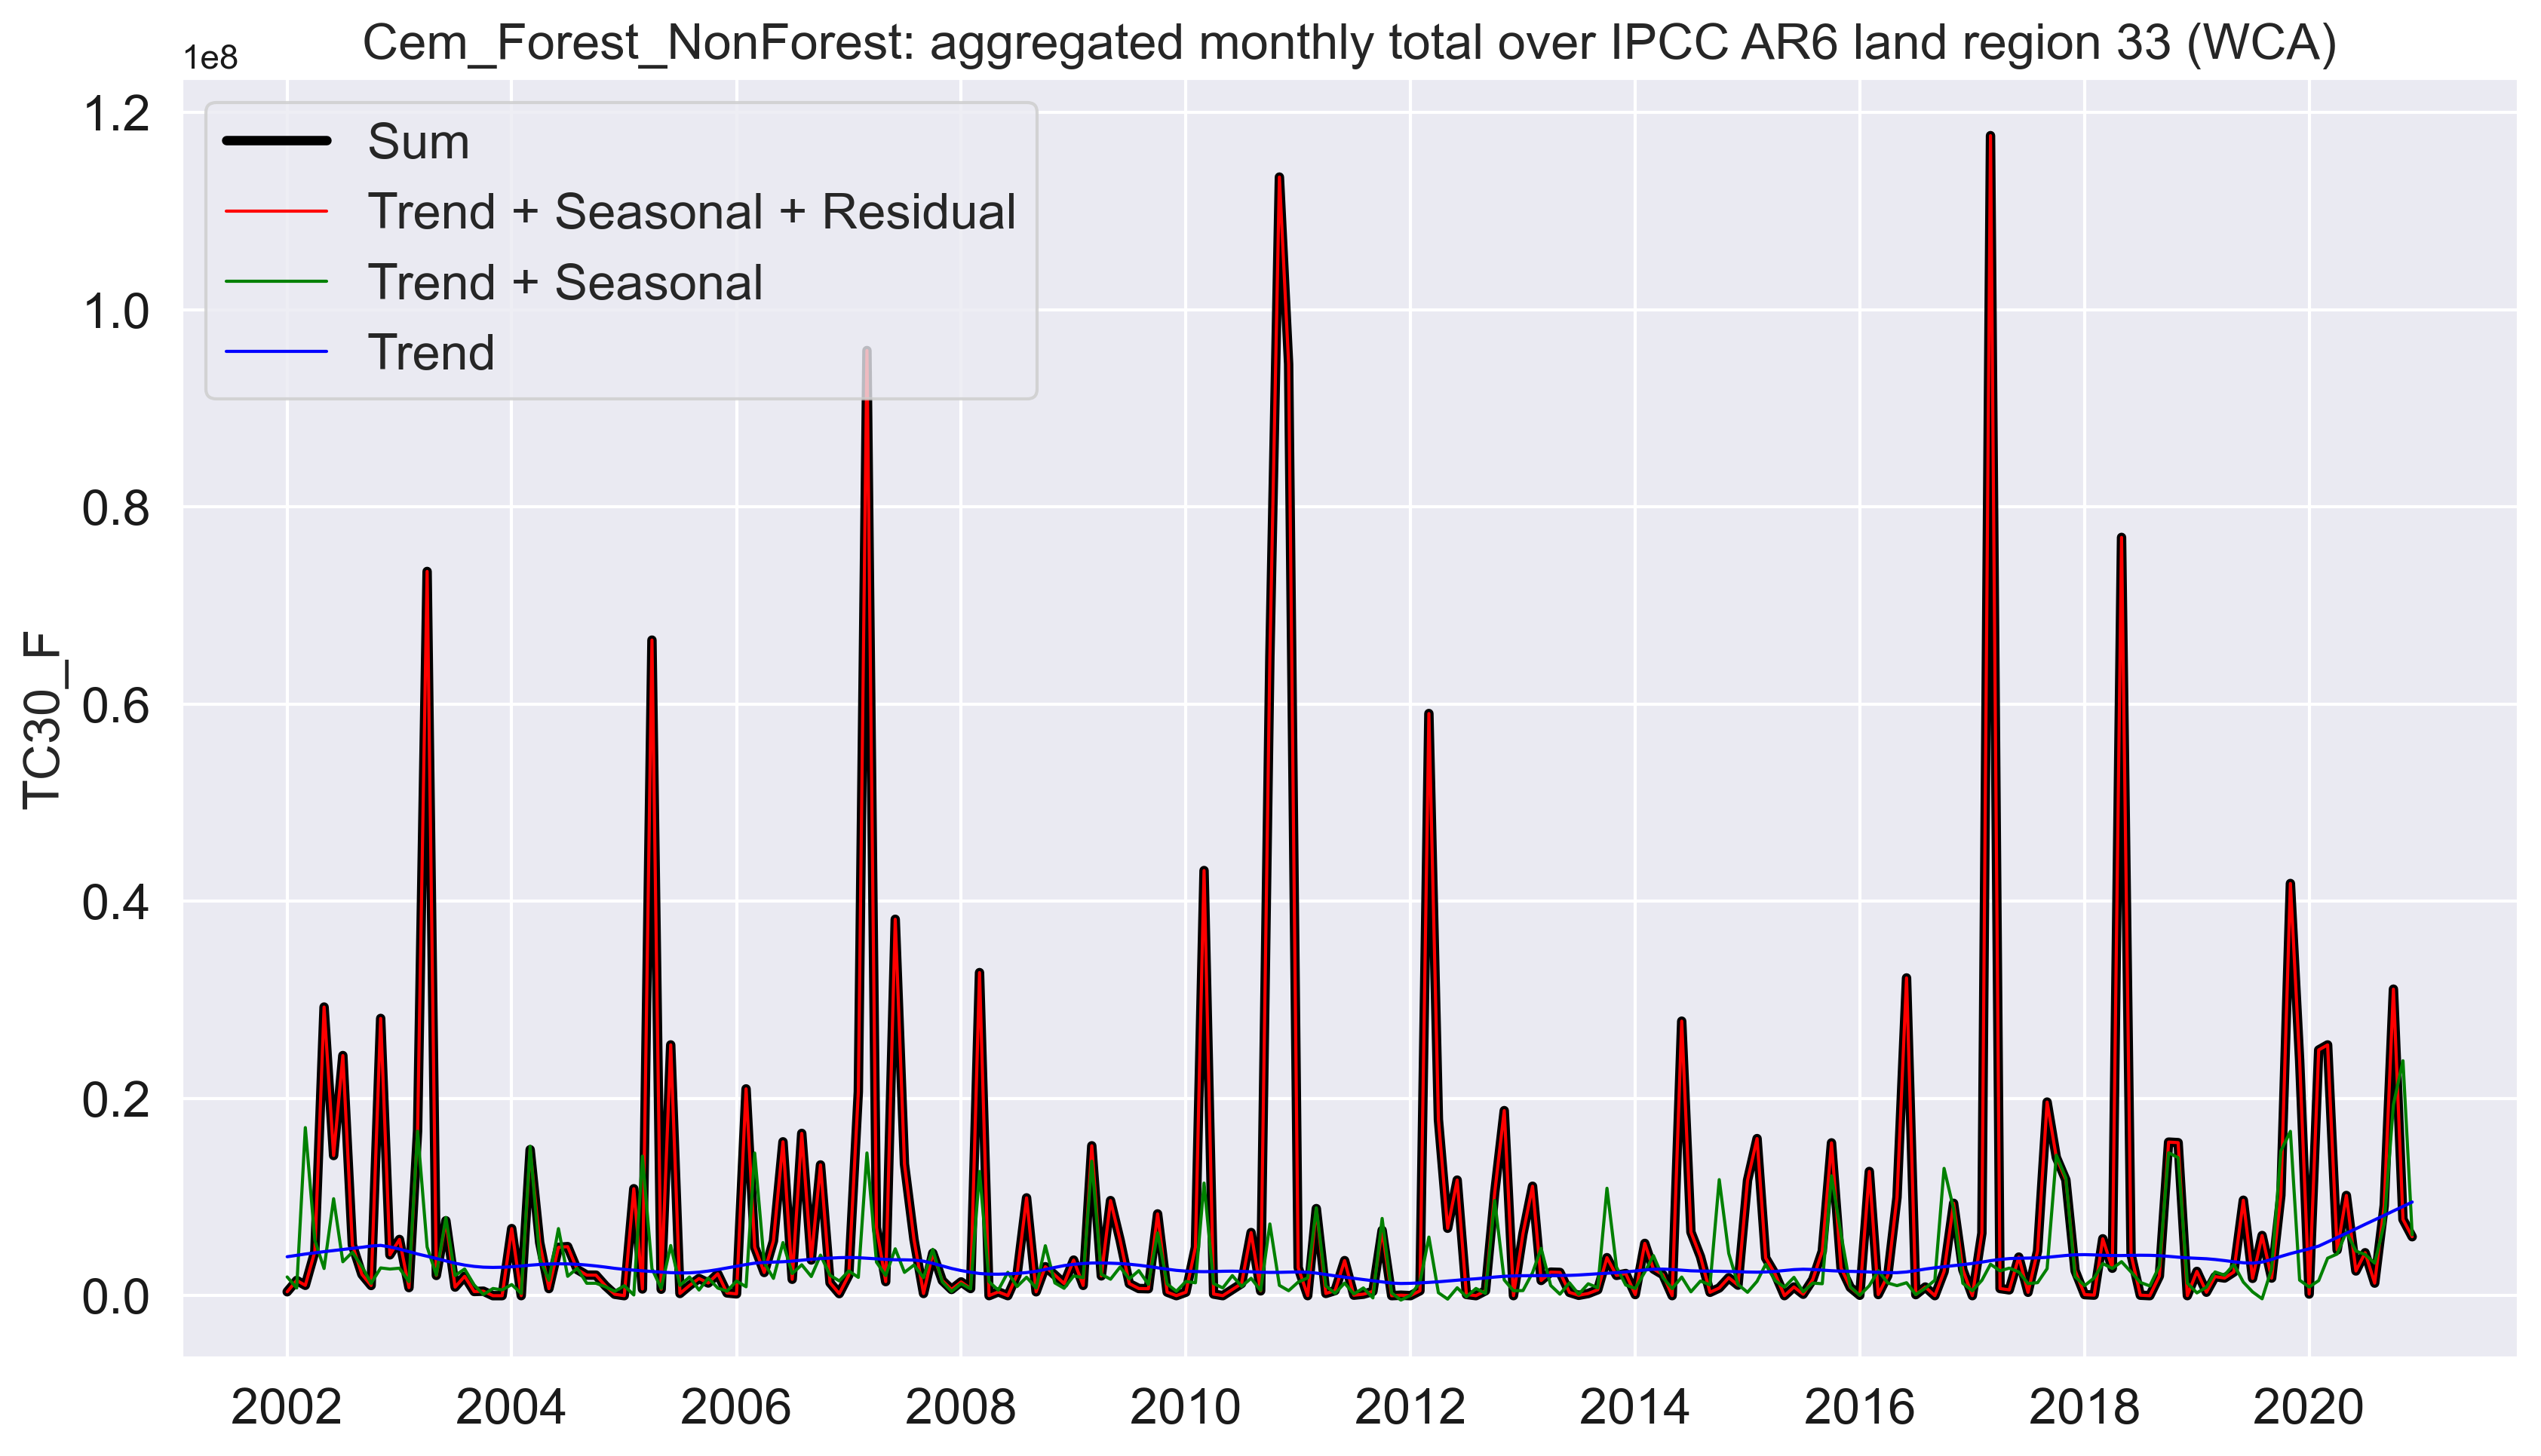 Cem_Forest_NonForest: aggregated monthly total over IPCC AR6 land region 33 (WCA)
1e8
1.2
1.0
0.8
0.6
0.4
0.2
0.0
TC30_F
Sum
Trend + Seasonal + Residual
Trend + Seasonal
Trend
2002 2004 2006 2008 2010 2012 2014 2016 2018 2020